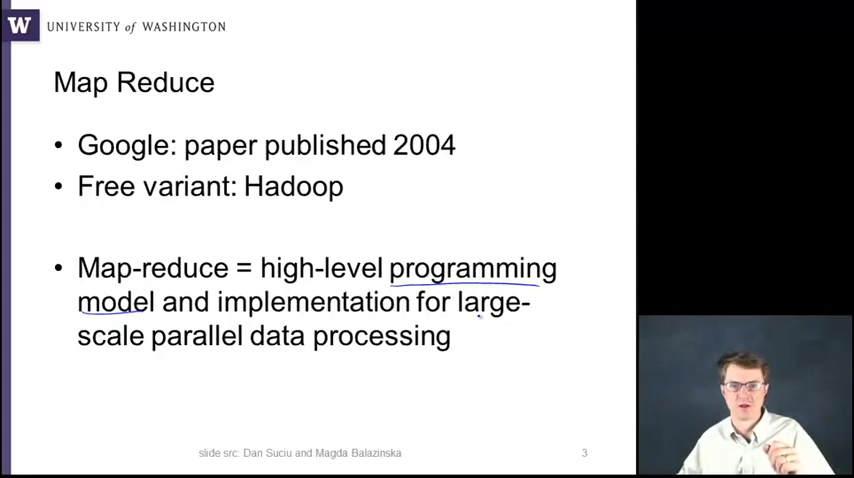 W UNIVERSITY of WASHINGTON
Map Reduce
• Google: paper published 2004
• Free variant: Hadoop
• Map-reduce = high-level programming
model and implementation for large-
scale parallel data processing
slide src: Dan Suciu and Magda Balazinska
3